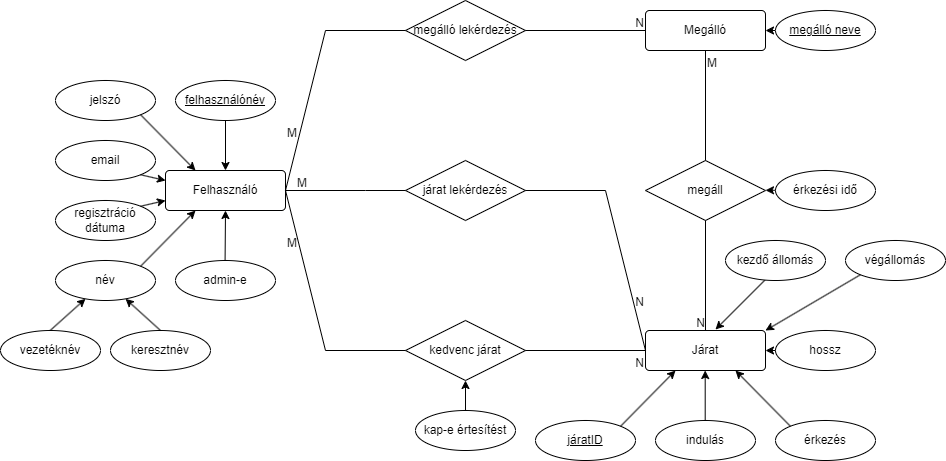 megálló lekérdezés
N
Megálló
megálló neve
M
jelszó
felhasználónév
M
email
Felhasználó
M
járat lekérdezés
megáll
érkezési idő
regisztráció
dátuma
M
név
admin-e
kezdő állomás
végállomás
N
N
vezetéknév
keresztnév
kedvenc járat
N
Járat
hossz
kap-e értesítést
járatID
indulás
érkezés